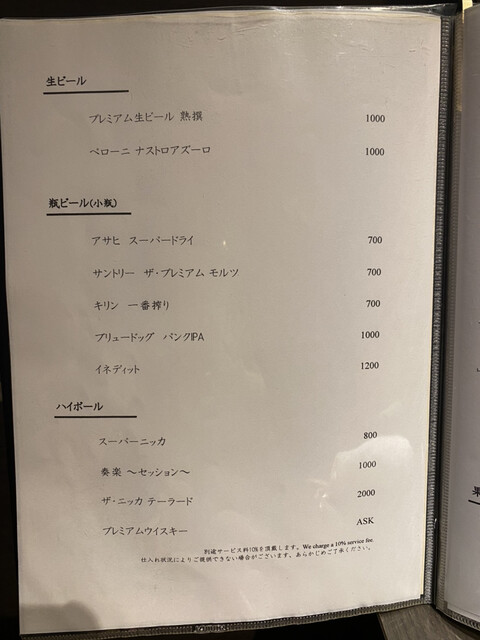 生ビール
プレミアム生ビール 熟撰 1000
ペローニ ナストロアズーロ 1000
瓶ビール(小瓶)
アサヒ スーパードライ 700
サントリー ザ・プレミアム モルツ 700
キリン 一番搾り 700
ブリュードッグ パンクIPA 1000
イネディット 1200
ハイボール
スーパーニッカ 800
奏楽 ～セッション～ 1000
ザ・ニッカ テーラード 2000
プレミアムウイスキー ASK
別途サービス料10%を頂戴します。We charge a 10% service fee.
仕入れ状況によりご提供できない場合がございます。あらかじめご了承ください。
果